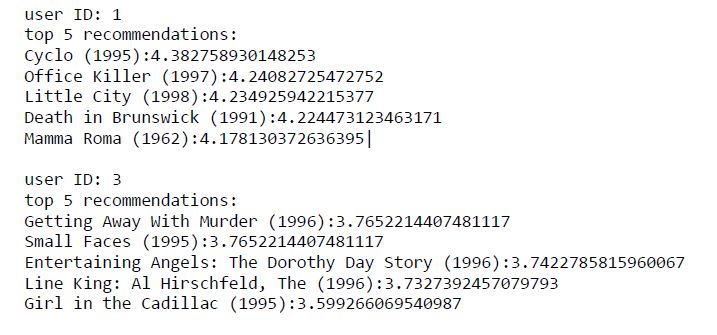 user ID: 1
top 5 recommendations:
Cyclo (1995):4.382758930148253
Office Killer (1997):4.24082725472752
Little City (1998):4.234925942215377
Death in Brunswick (1991):4.224473123463171
Mamma Roma (1962):4.178130372636395
user ID: 3
top 5 recommendations:
Getting Away With Murder (1996):3.7652214407481117
Small Faces (1995):3.7652214407481117
Entertaining Angels: The Dorothy Day Story (1996):3.7422785815960067
Line King: Al Hirschfeld, The (1996):3.7327392457079793
Girl in the Cadillac (1995):3.599266069540987